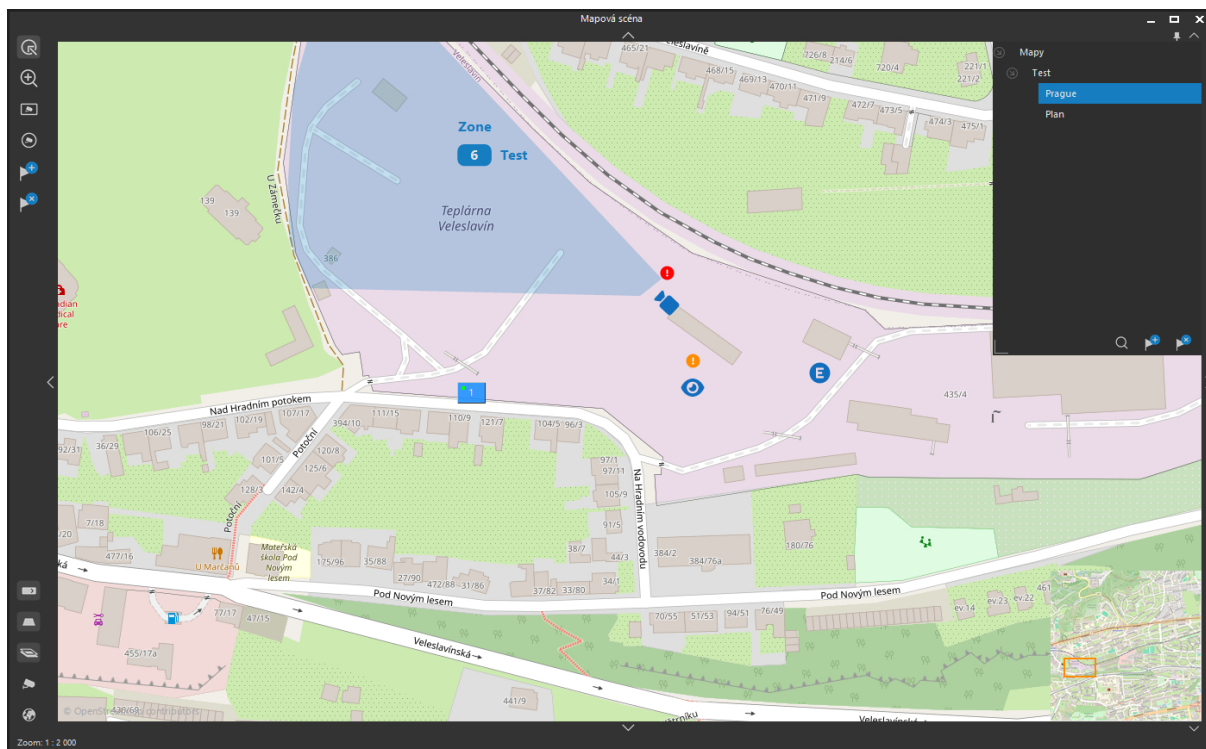 Mapová scéna
Mapy
Test
Prague
Plan
465/21
Veleslavíně
468/15
469/13
470/11
471/9
472/7
473/5
474/3
475/1
726/8
214/6
720/4
221/1
221/2
Veleslavín
Zone
6 Test
U Zámečku
139
139
Teplárna
Veleslavín
386
E
1
435/4
Nad Hradním potokem
106/25
98/21
102/19
107/17
394/10
111/15
110/9
121/7
104/5
96/3
92/31
36/29
Potoční
101/5
120/8
125/6
128/3
142/4
97/1
97/11
105/9
91/5
Na Hradním vodovodu
Potoční
7/18
/20
477/16
U Marčanů
Mateřská
škola Pod
Novým
lesem
175/96
35/88
38/7
44/3
384/2
384/76a
180/76
27/90
472/88
31/86
37/82
33/80
34/1
Pod Novým lesem
Pod Novým lesem
70/55
51/53
94/51
76/49
ev.14
ev.23
ev.22
461
77/17
47/15
455/17a
Veleslavínská
441/9
Veleslavínská
© OpenStreetMap contributors
Zoom: 1 : 2 000